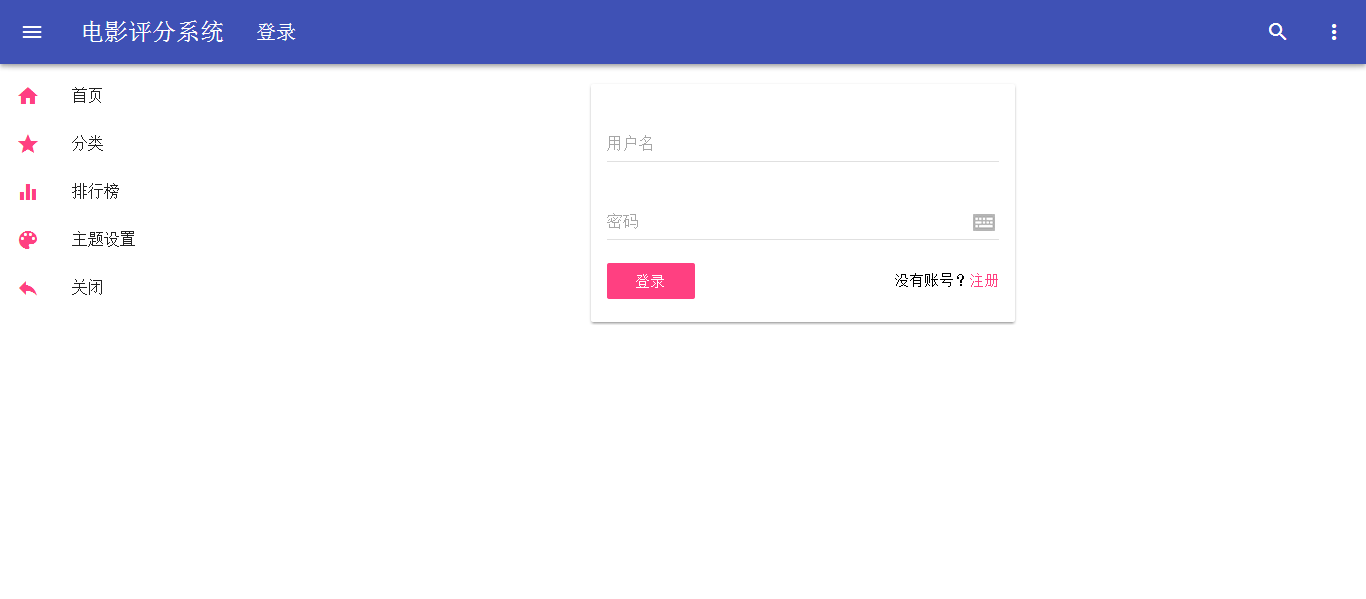 电影评分系统 登录
首页
分类
排行榜
主题设置
关闭
用户名
密码
登录 没有账号？注册